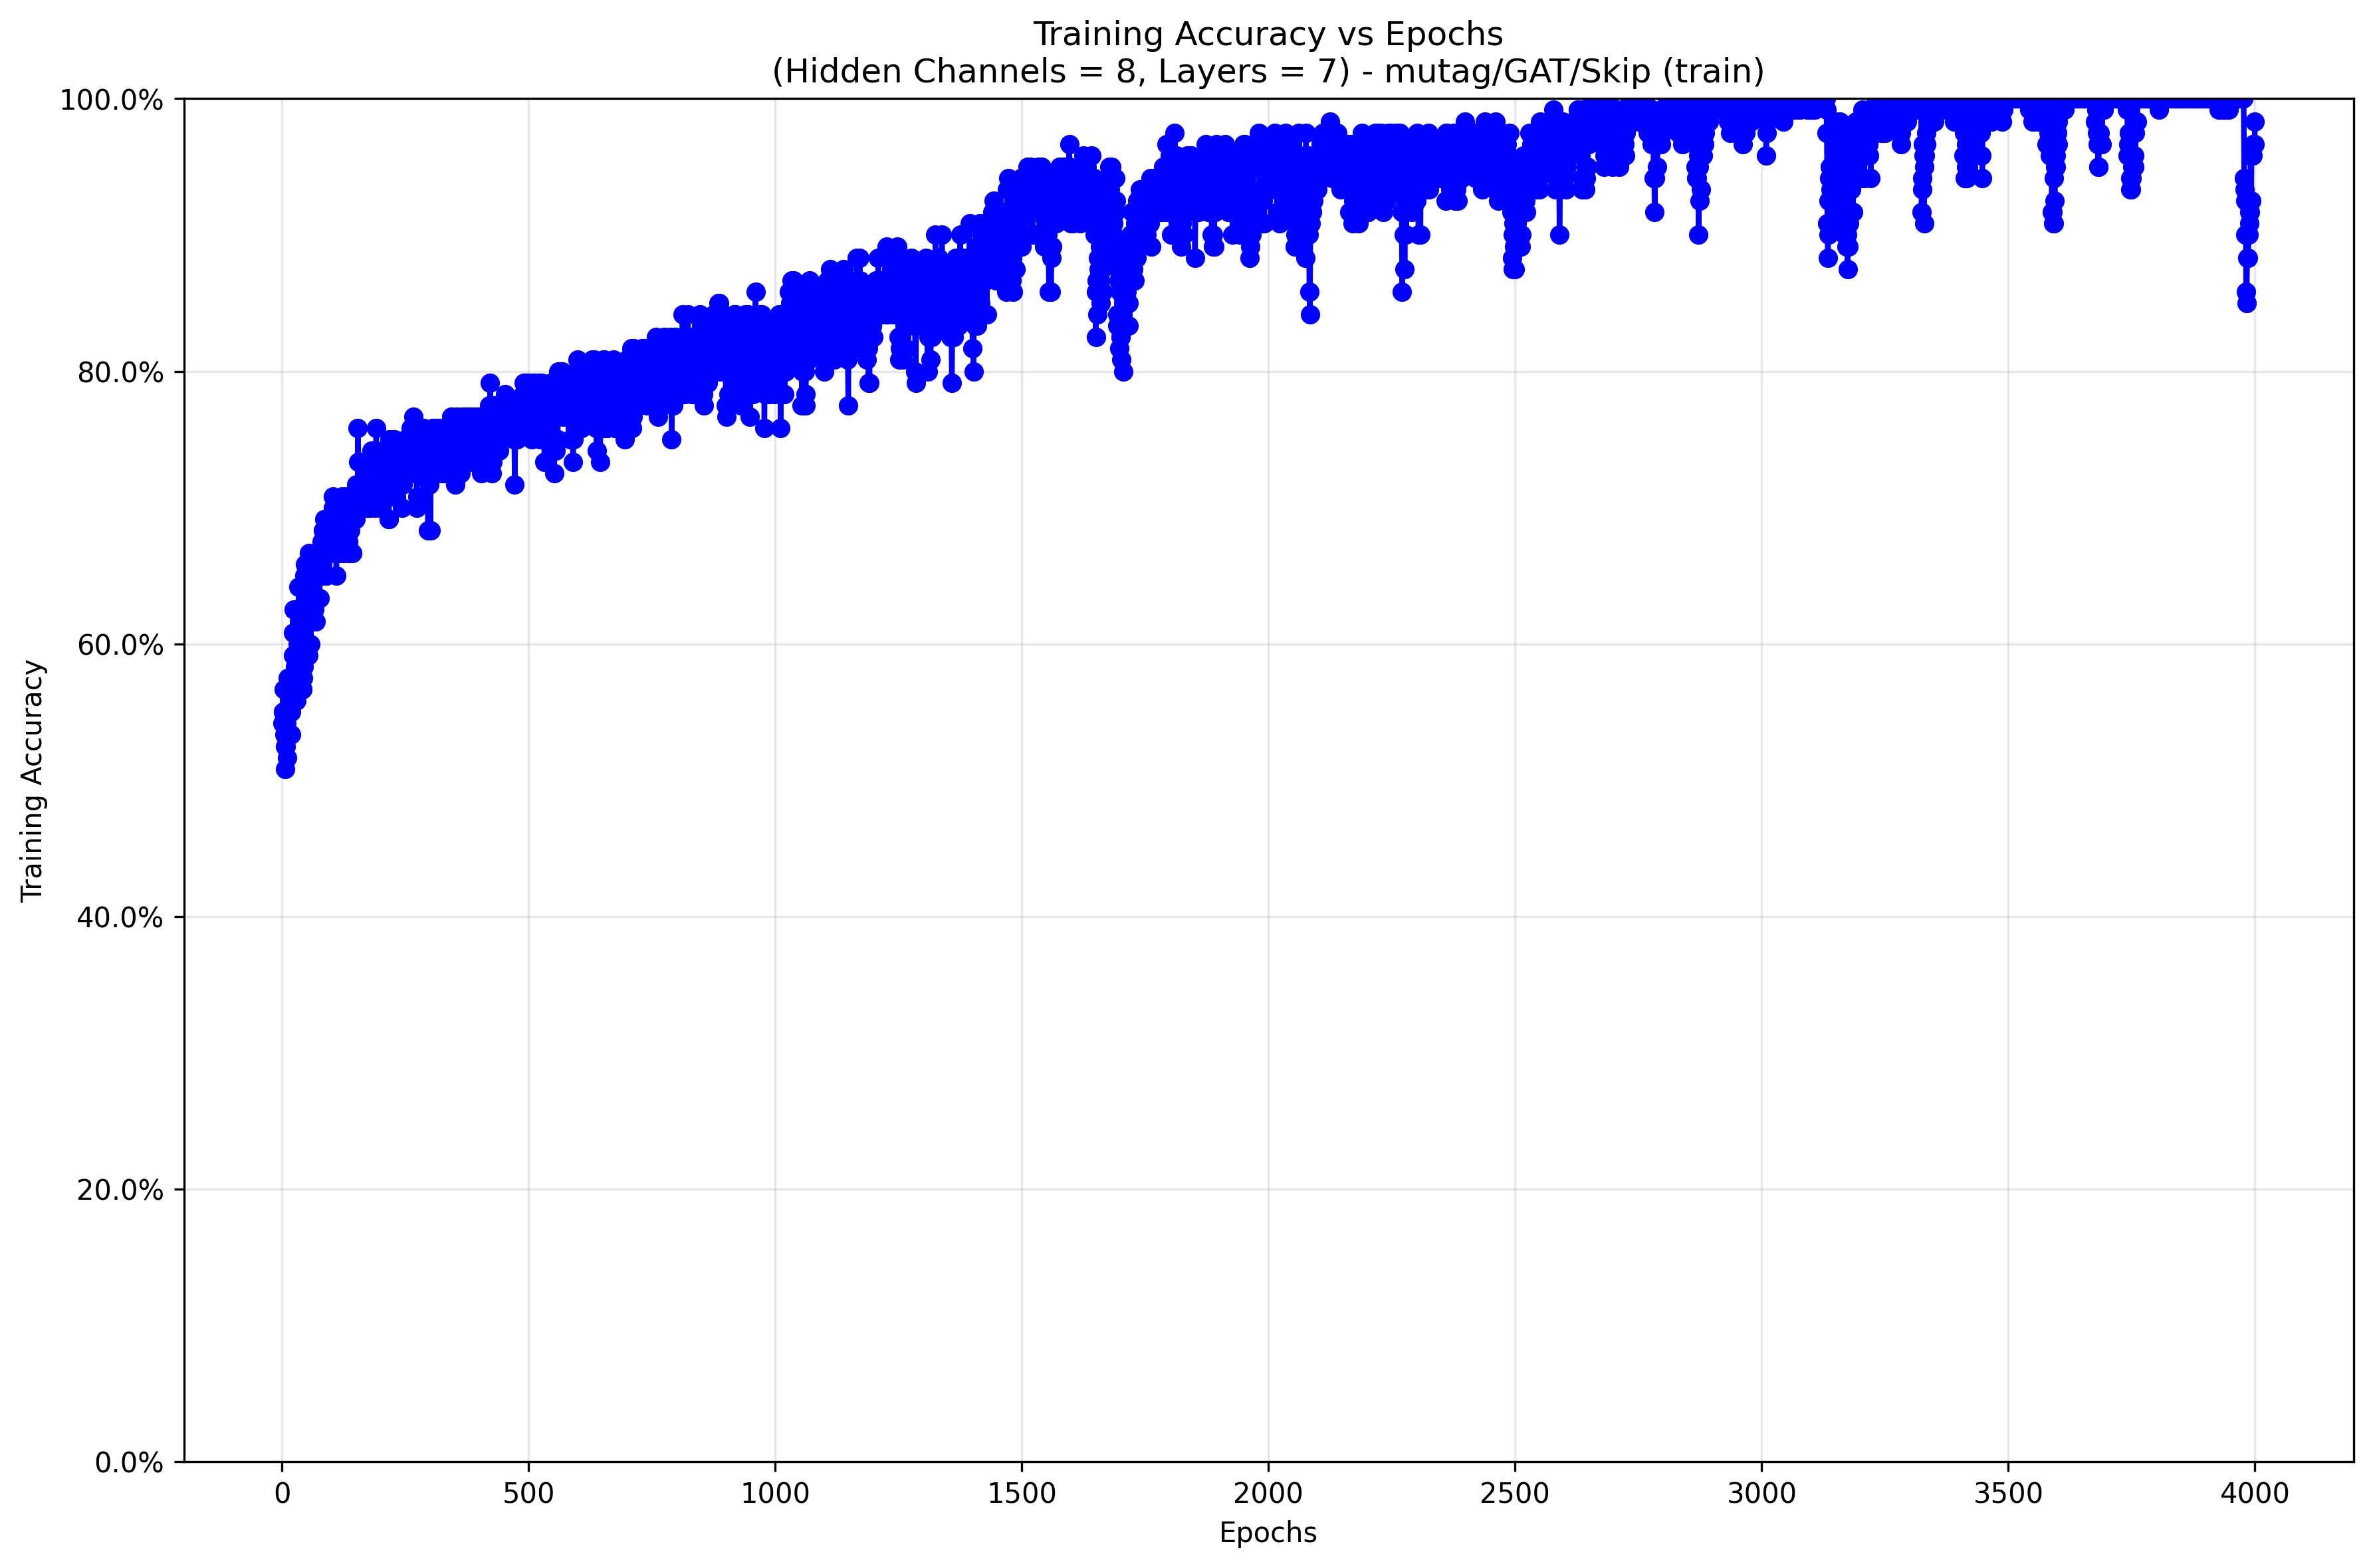 Training Accuracy vs Epochs
(Hidden Channels = 8, Layers = 7) - mutag/GAT/Skip (train)
100.0%
80.0%
60.0%
40.0%
20.0%
0.0%
Training Accuracy
0 500 1000 1500 2000 2500 3000 3500 4000
Epochs